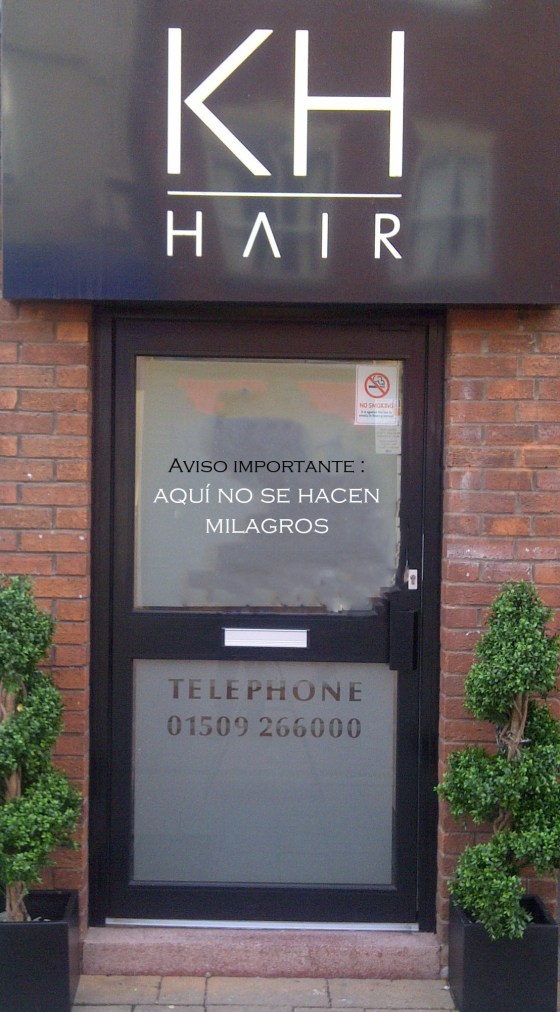 KH
HAIR
NO SMOKING
AVISO IMPORTANTE :
AQUÍ NO SE HACEN
MILAGROS
TELEPHONE
01509 266000